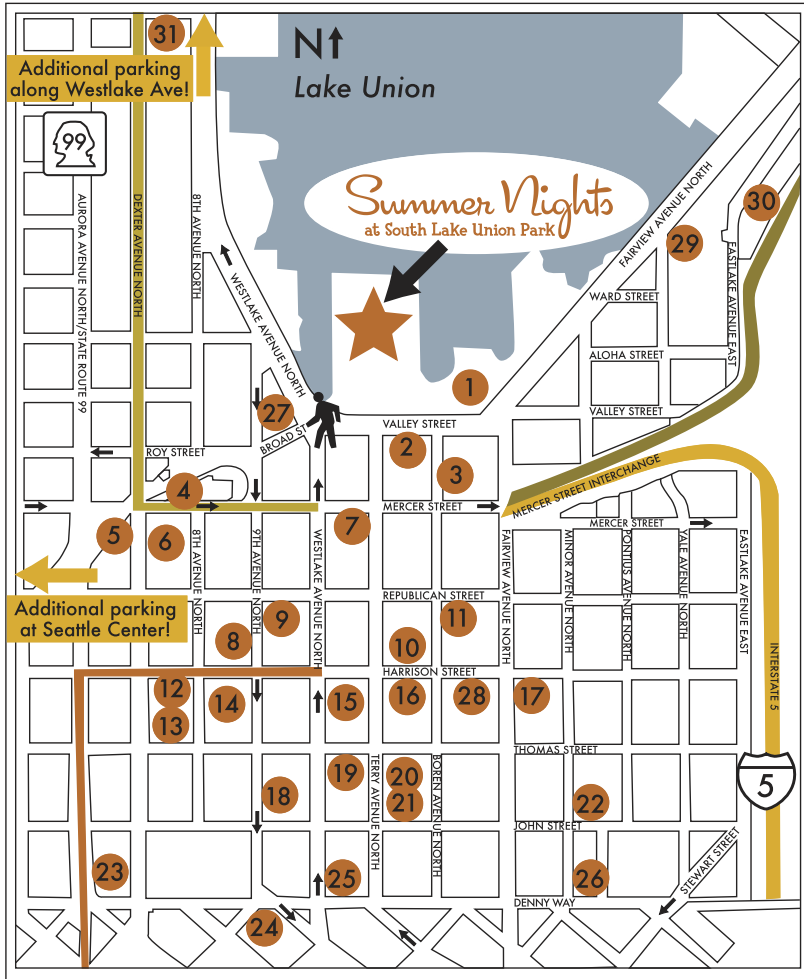 31
N
Lake Union
Additional parking
along Westlake Ave!
99
Summer Nights
at South Lake Union Park
30
29
FAIRVIEW AVENUE NORTH
AURORA AVENUE NORTH/STATE ROUTE 99
DEXTER AVENUE NORTH
8TH AVENUE NORTH
WESTLAKE AVENUE NORTH
EASTLAKE AVENUE EAST
WARD STREET
ALOHA STREET
1
27
VALLEY STREET
VALLEY STREET
BROAD ST
ROY STREET
2
3
4
MERCER STREET INTERCHANGE
MERCER STREET
MERCER STREET
5
6
7
8TH AVENUE NORTH
9TH AVENUE NORTH
WESTLAKE AVENUE NORTH
FAIRVIEW AVENUE NORTH
MINOR AVENUE NORTH
PONTIUS AVENUE NORTH
YALE AVENUE NORTH
EASTLAKE AVENUE EAST
Additional parking
at Seattle Center!
REPUBLICAN STREET
8
9
10
11
HARRISON STREET
INTERSTATE 5
12
13
14
15
16
28
17
THOMAS STREET
5
18
19
TERRY AVENUE NORTH
20
21
BOREN AVENUE NORTH
22
JOHN STREET
STEWART STREET
23
25
26
DENNY WAY
24